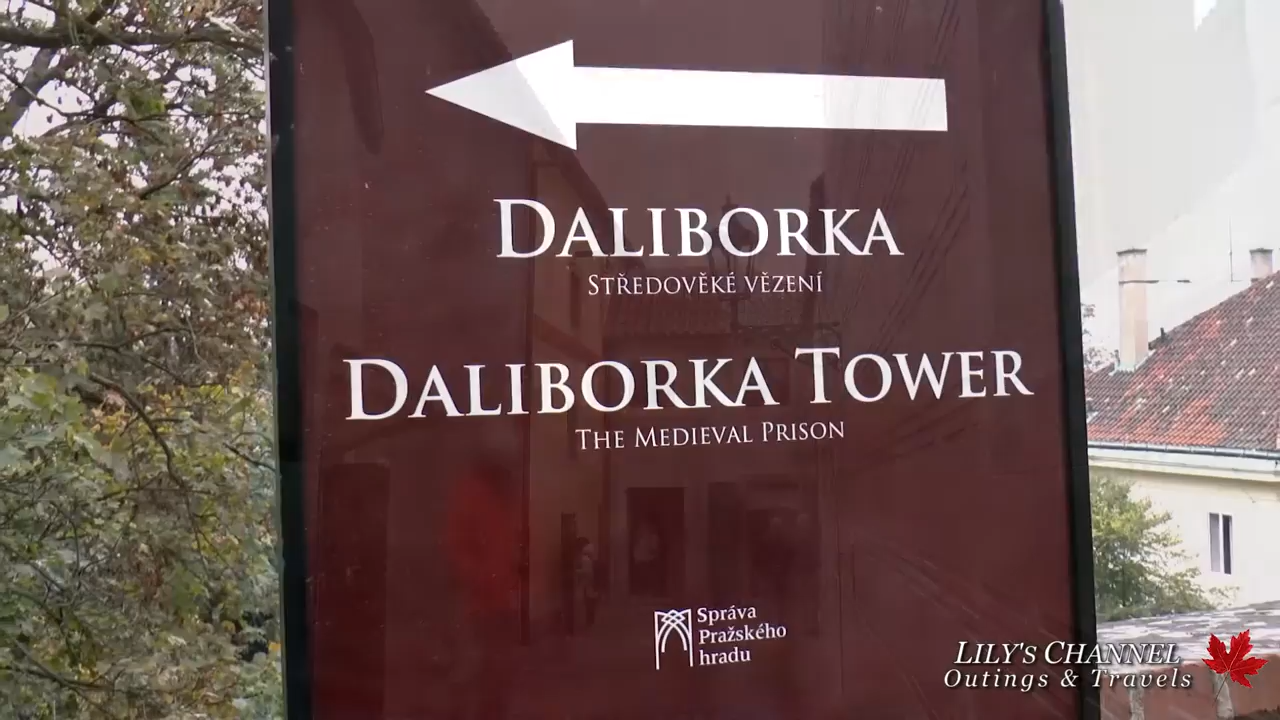 DALIBORKA
STŘEDOVĚKÉ VĚZENÍ
DALIBORKA TOWER
THE MEDIEVAL PRISON
Správa
Pražského
hradu
LILY'S CHANNEL
Outings & Travels